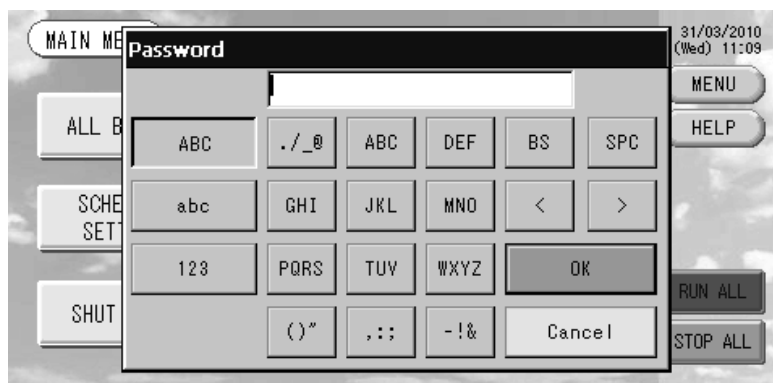 MAIN ME
31/03/2010
(Wed) 11:09
Password
MENU
HELP
ALL B
ABC
./_@
ABC
DEF
BS
SPC
SCHE
SETT
abc
GHI
JKL
MNO
<
>
123
PQRS
TUV
WXYZ
OK
RUN ALL
SHUT
()"
,:;
-!&
Cancel
STOP ALL